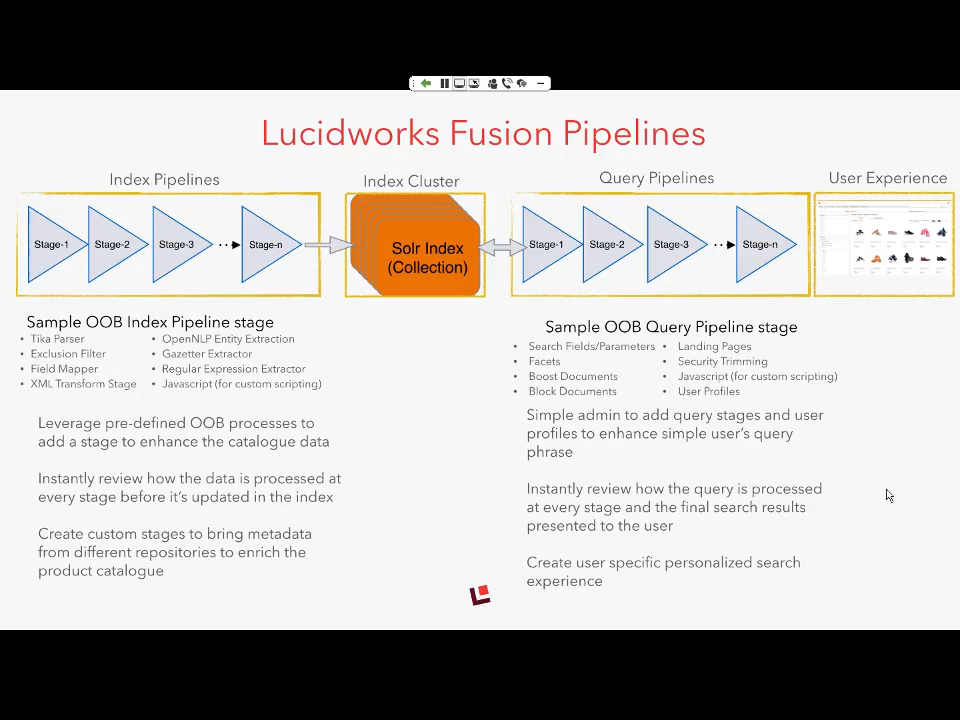 Lucidworks Fusion Pipelines
Index Pipelines
Index Cluster
Query Pipelines
User Experience
Stage-1
Stage-2
Stage-3
Stage-n
Solr Index
(Collection)
Stage-1
Stage-2
Stage-3
Stage-n
Sample OOB Index Pipeline stage
• Tika Parser
• Exclusion Filter
• Field Mapper
• XML Transform Stage
• OpenNLP Entity Extraction
• Gazetter Extractor
• Regular Expression Extractor
• Javascript (for custom scripting)
Leverage pre-defined OOB processes to
add a stage to enhance the catalogue data
Instantly review how the data is processed at
every stage before it's updated in the index
Create custom stages to bring metadata
from different repositories to enrich the
product catalogue
Sample OOB Query Pipeline stage
• Search Fields/Parameters
• Facets
• Boost Documents
• Block Documents
• Landing Pages
• Security Trimming
• Javascript (for custom scripting)
• User Profiles
Simple admin to add query stages and user
profiles to enhance simple user's query
phrase
Instantly review how the query is processed
at every stage and the final search results
presented to the user
Create user specific personalized search
experience